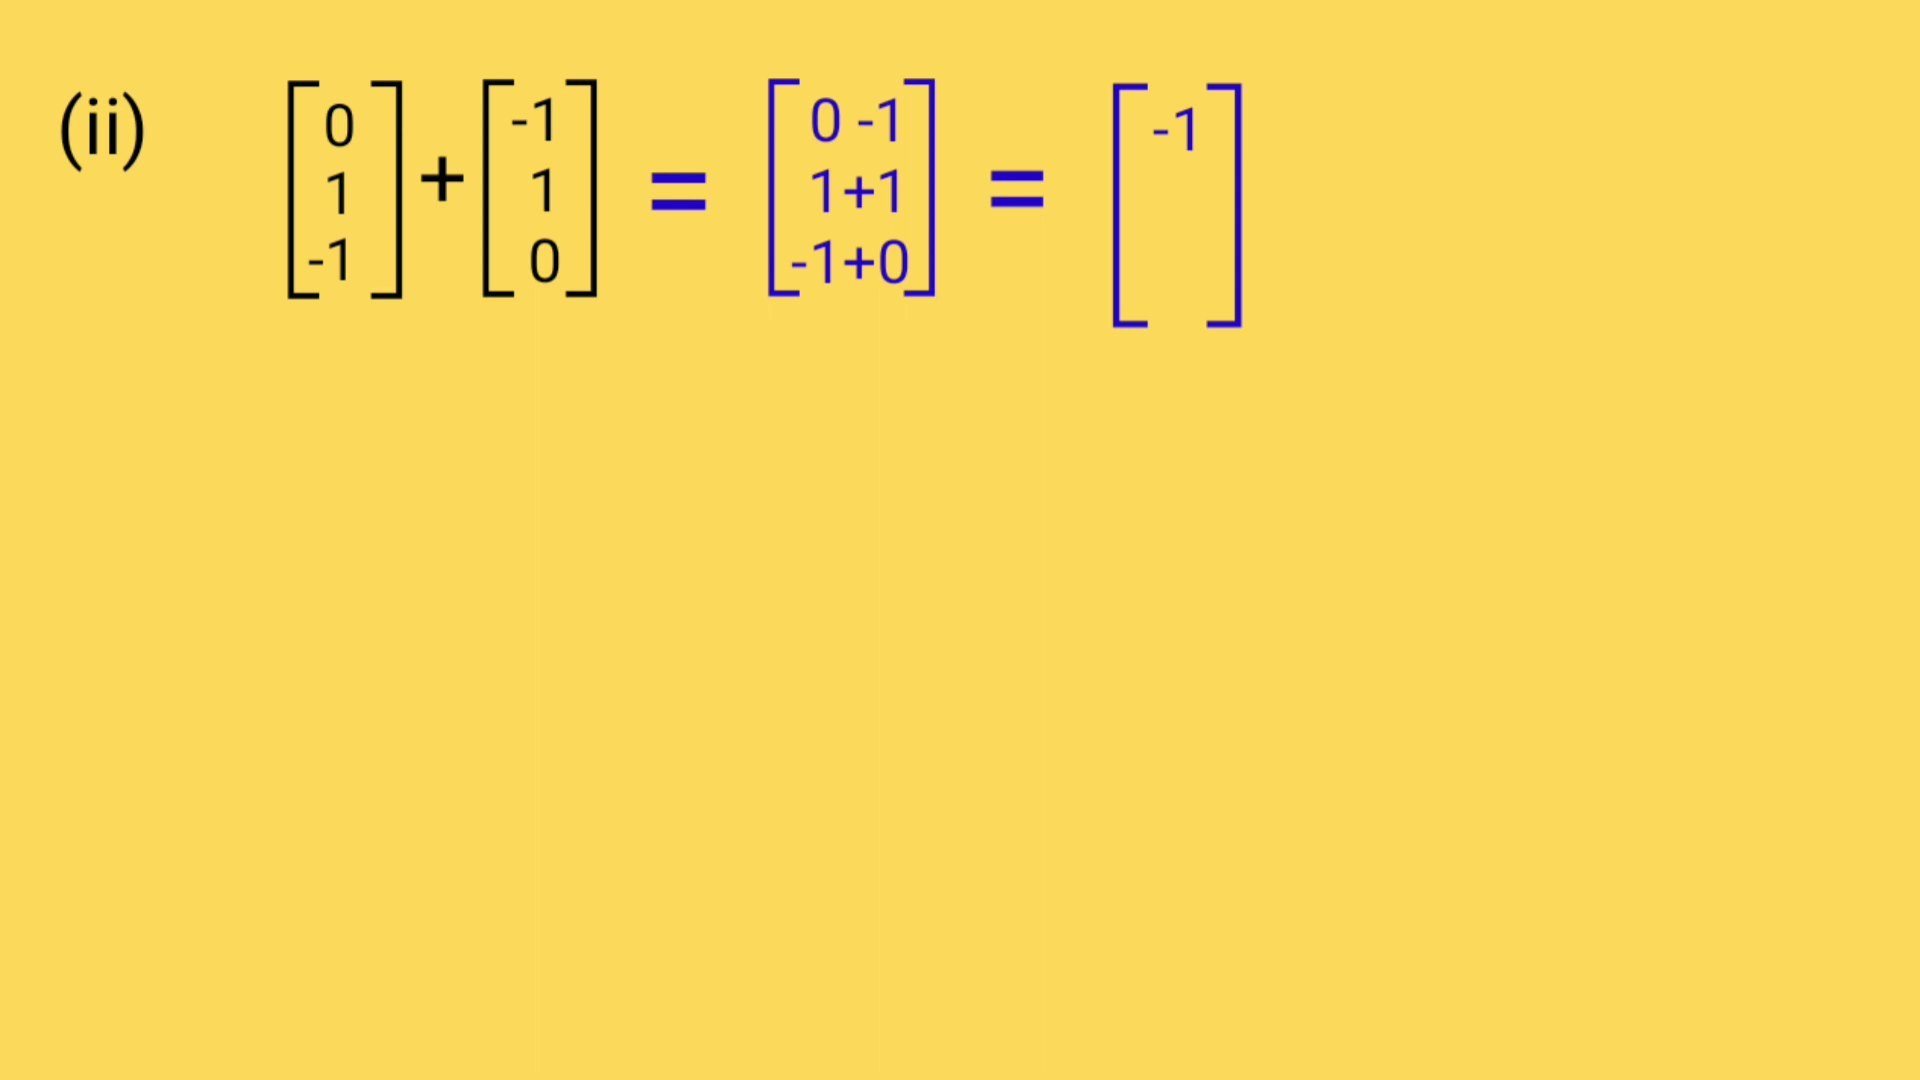 (ii) [0 1 -1] + [-1 1 0] = [0 -1 1+1 -1+0] = [-1]